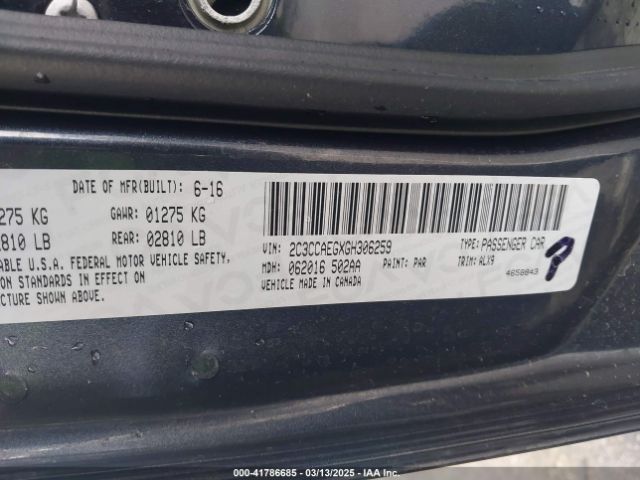 DATE OF MFR(BUILT): 6-16
275 KG GAWR: 01275 KG
2810 LB REAR: 02810 LB
ABLE U.S.A. FEDERAL MOTOR VEHICLE SAFETY,
ION STANDARDS IN EFFECT ON
CTURE SHOWN ABOVE.
VIN: 2C3CCAEGXGH306259 TYPE: PASSENGER CAR
MDH: 062016 502AA PAINT: PAR TRIM: ALX9
VEHICLE MADE IN CANADA 4658843
000-41786685 / 03/13/2025 - IAA Inc.